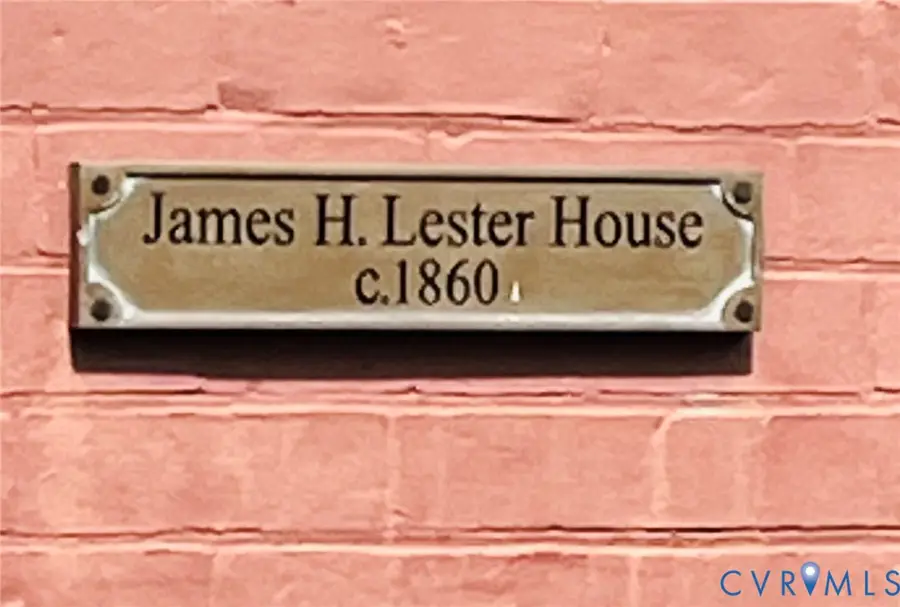 James H. Lester House
c.1860
CVRMLS